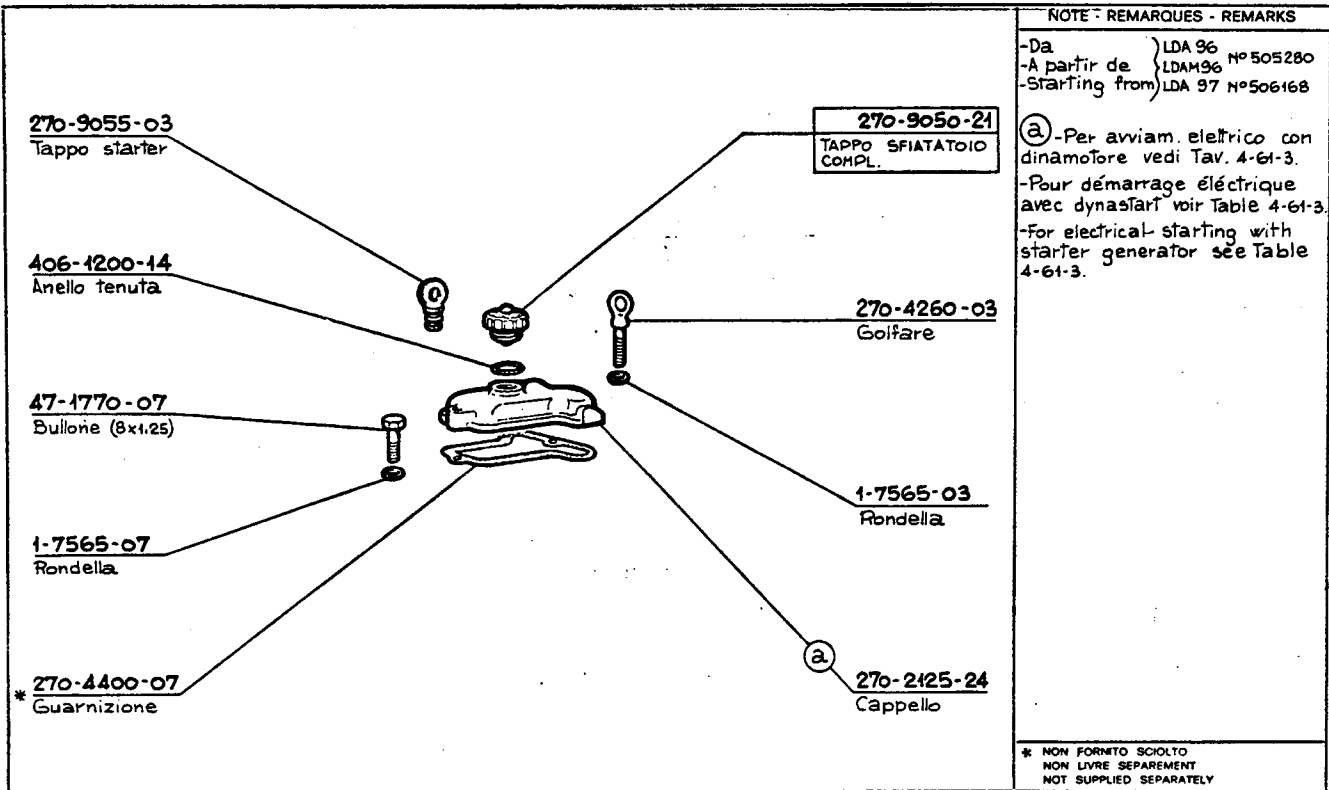 270-9055-03
Tappo starter
406-1200-14
Anello tenuta
47-1770-07
Bullone (8x1.25)
1-7565-07
Rondella
* 270-4400-07
Guarnizione
270-9050-21
TAPPO SFIATATOIO
COMPL.
270-4260-03
Golfare
1-7565-03
Rondella
a
270-2125-24
Cappello
NOTE - REMARQUES - REMARKS
-Da LDA 96 Nº 505280
-A partir de LDAM96
-Starting from LDA 97 Nº 506168
a -Per avviam. elettrico con
dinamotore vedi Tav. 4-61-3.
-Pour démarrage éléctrique
avec dynastart voir Table 4-61-3.
-For electrical starting with
starter generator see Table
4-61-3.
* NON FORNITO SCIOLTO
NON LIVRE SEPAREMENT
NOT SUPPLIED SEPARATELY